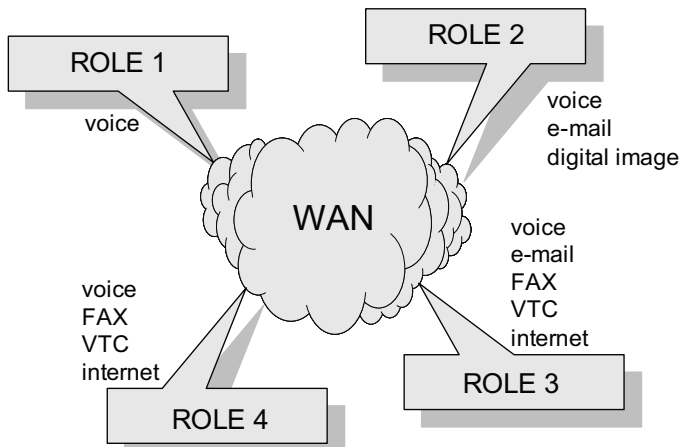 ROLE 1
ROLE 2
voice
voice
e-mail
digital image
WAN
voice
e-mail
FAX
VTC
internet
voice
FAX
VTC
internet
ROLE 3
ROLE 4